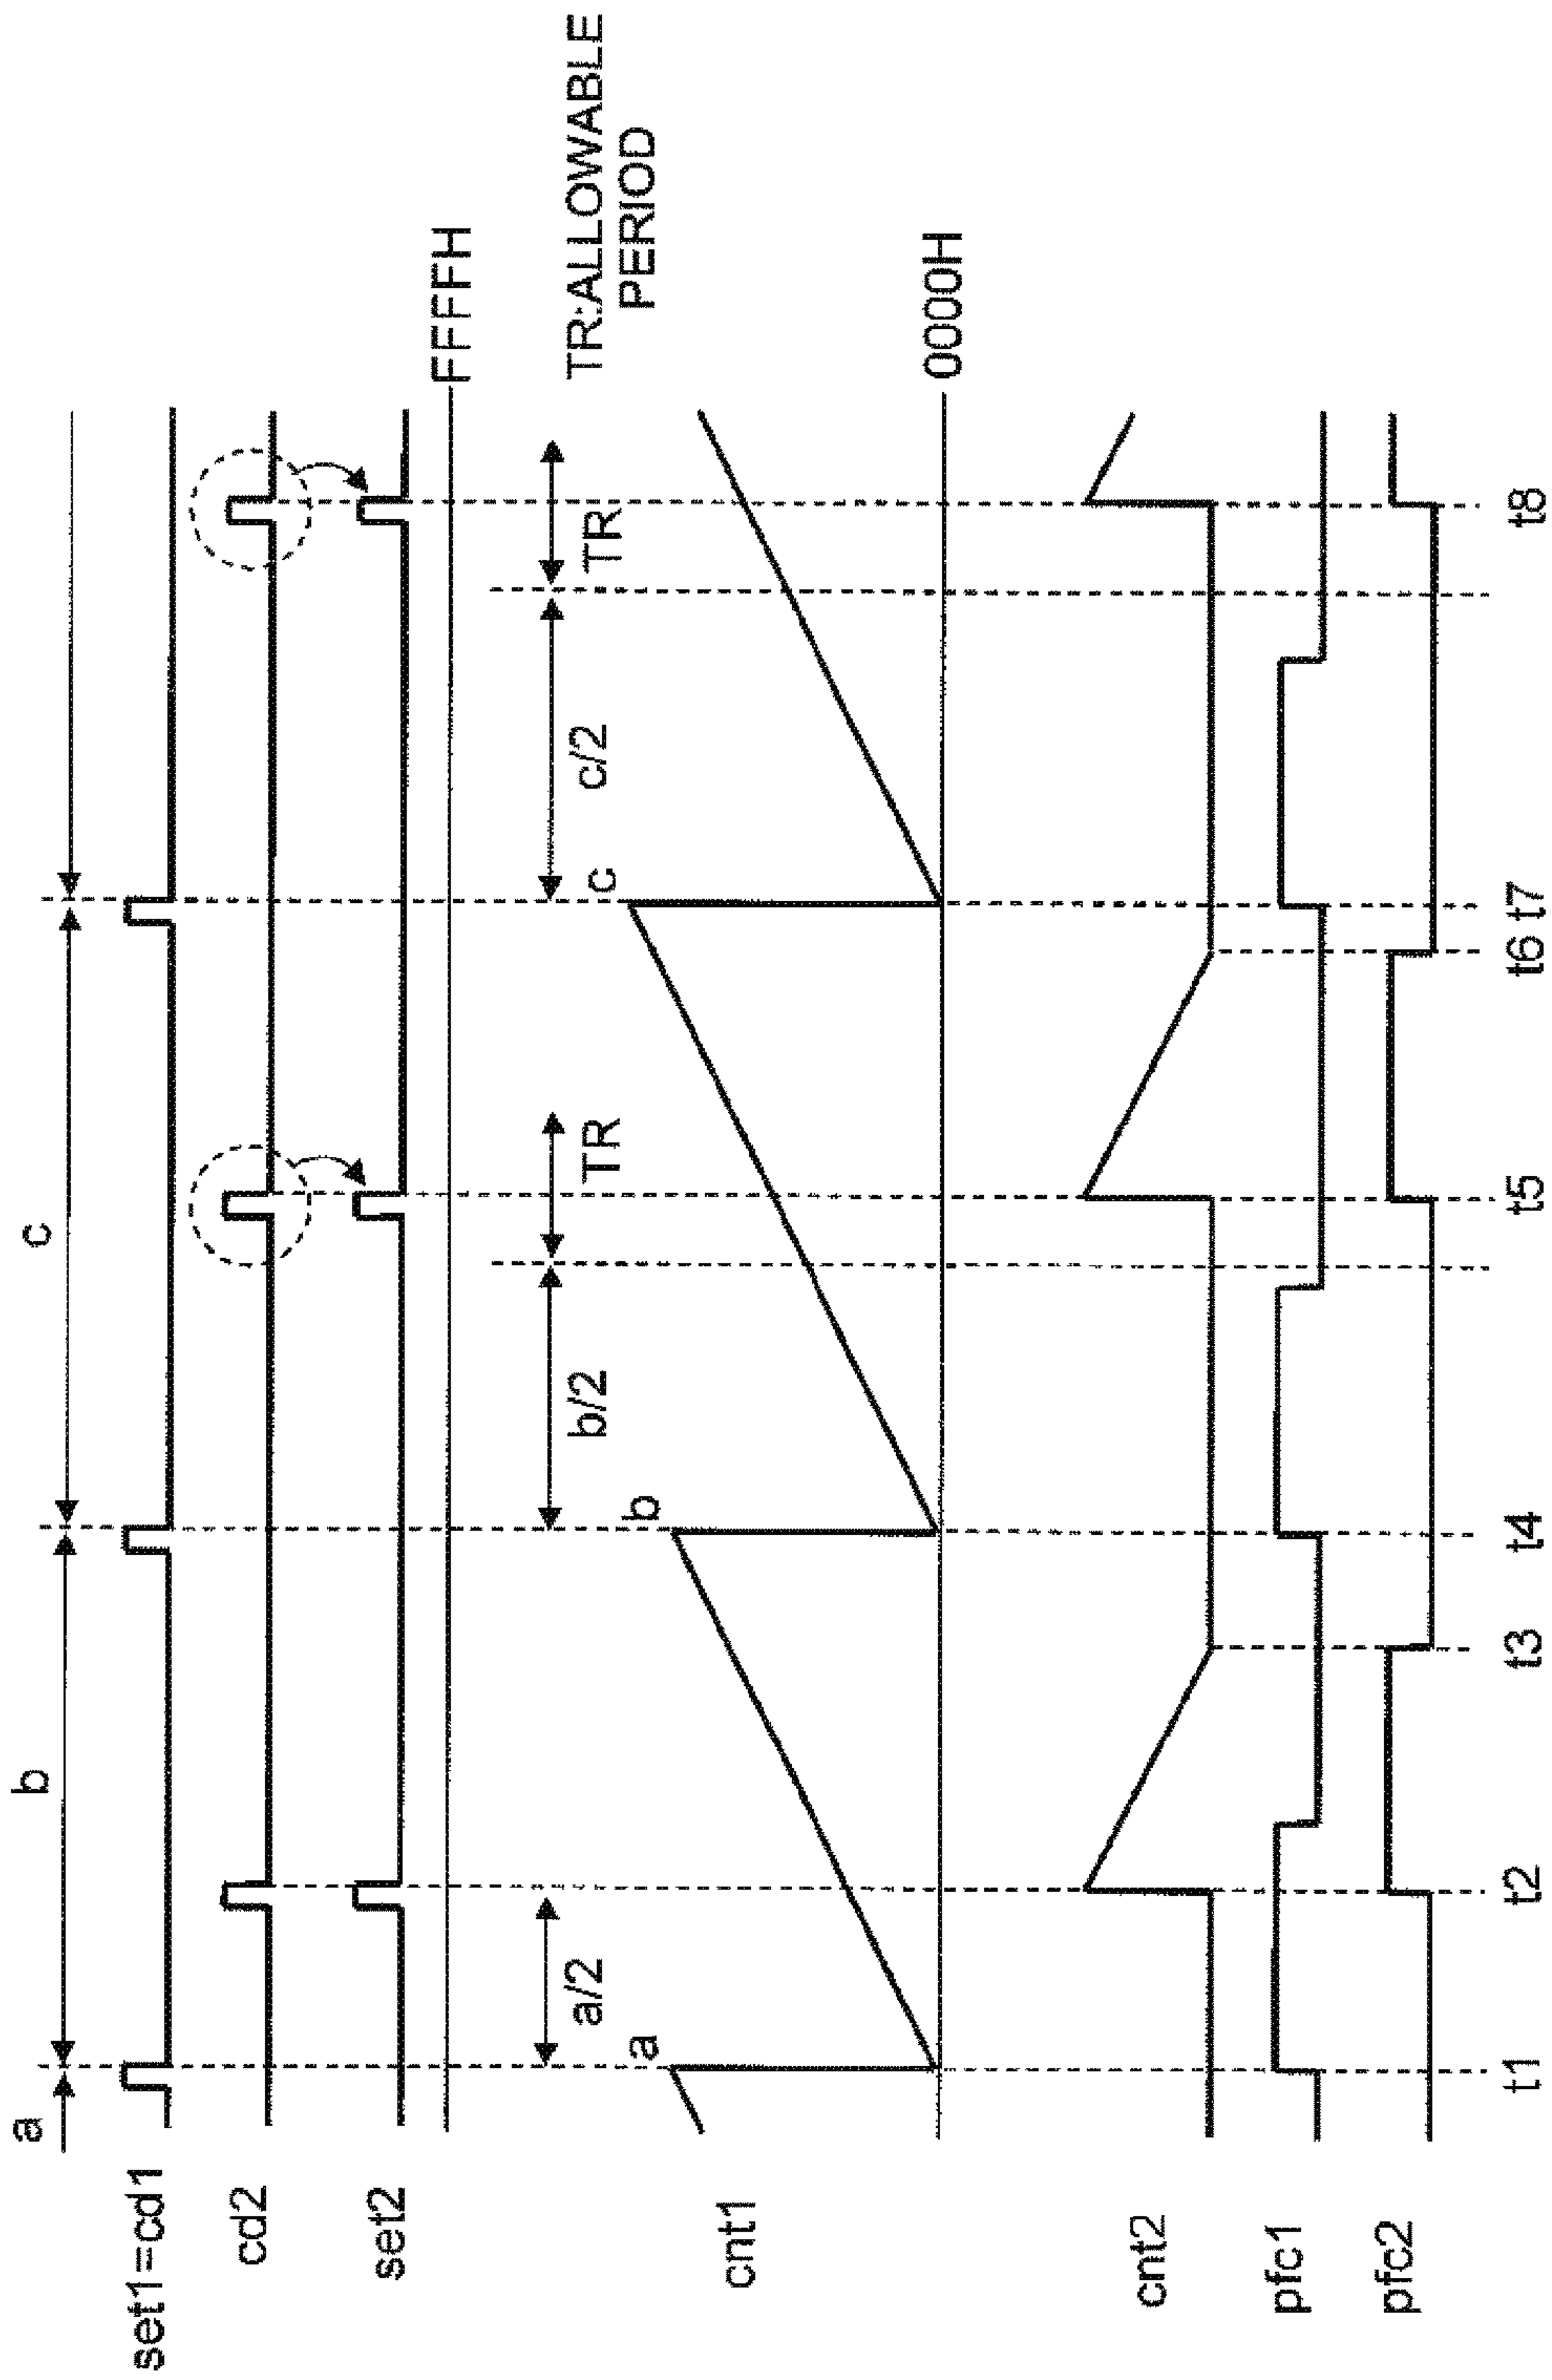 a
b
c
set1=cd1
cd2
set2
FFFFH
a/2
b/2
TR
c/2
TR
TR:ALLOWABLE
PERIOD
a
b
c
cnt1
0000H
cnt2
pfc1
pfc2
t1
t2
t3
t4
t5
t6
t7
t8